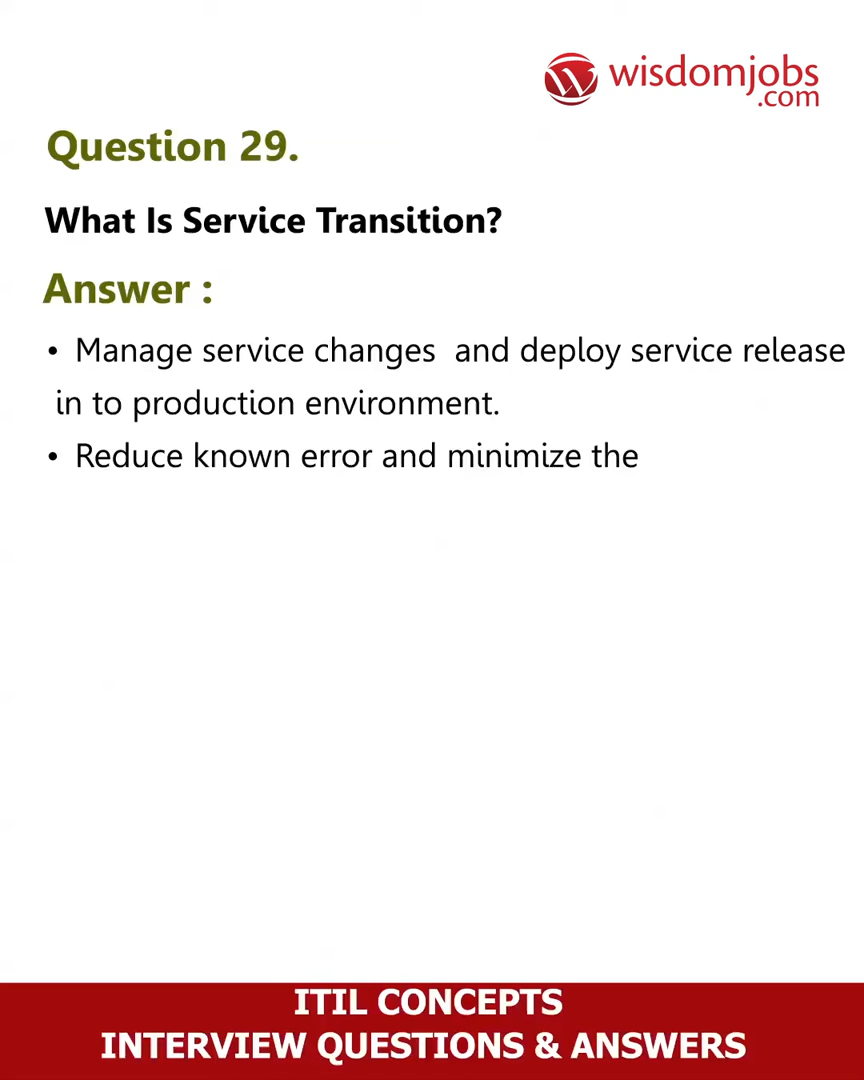 wisdomjobs
.com
Question 29.
What Is Service Transition?
Answer :
• Manage service changes  and deploy service release
in to production environment.
• Reduce known error and minimize the
ITIL CONCEPTS
INTERVIEW QUESTIONS & ANSWERS